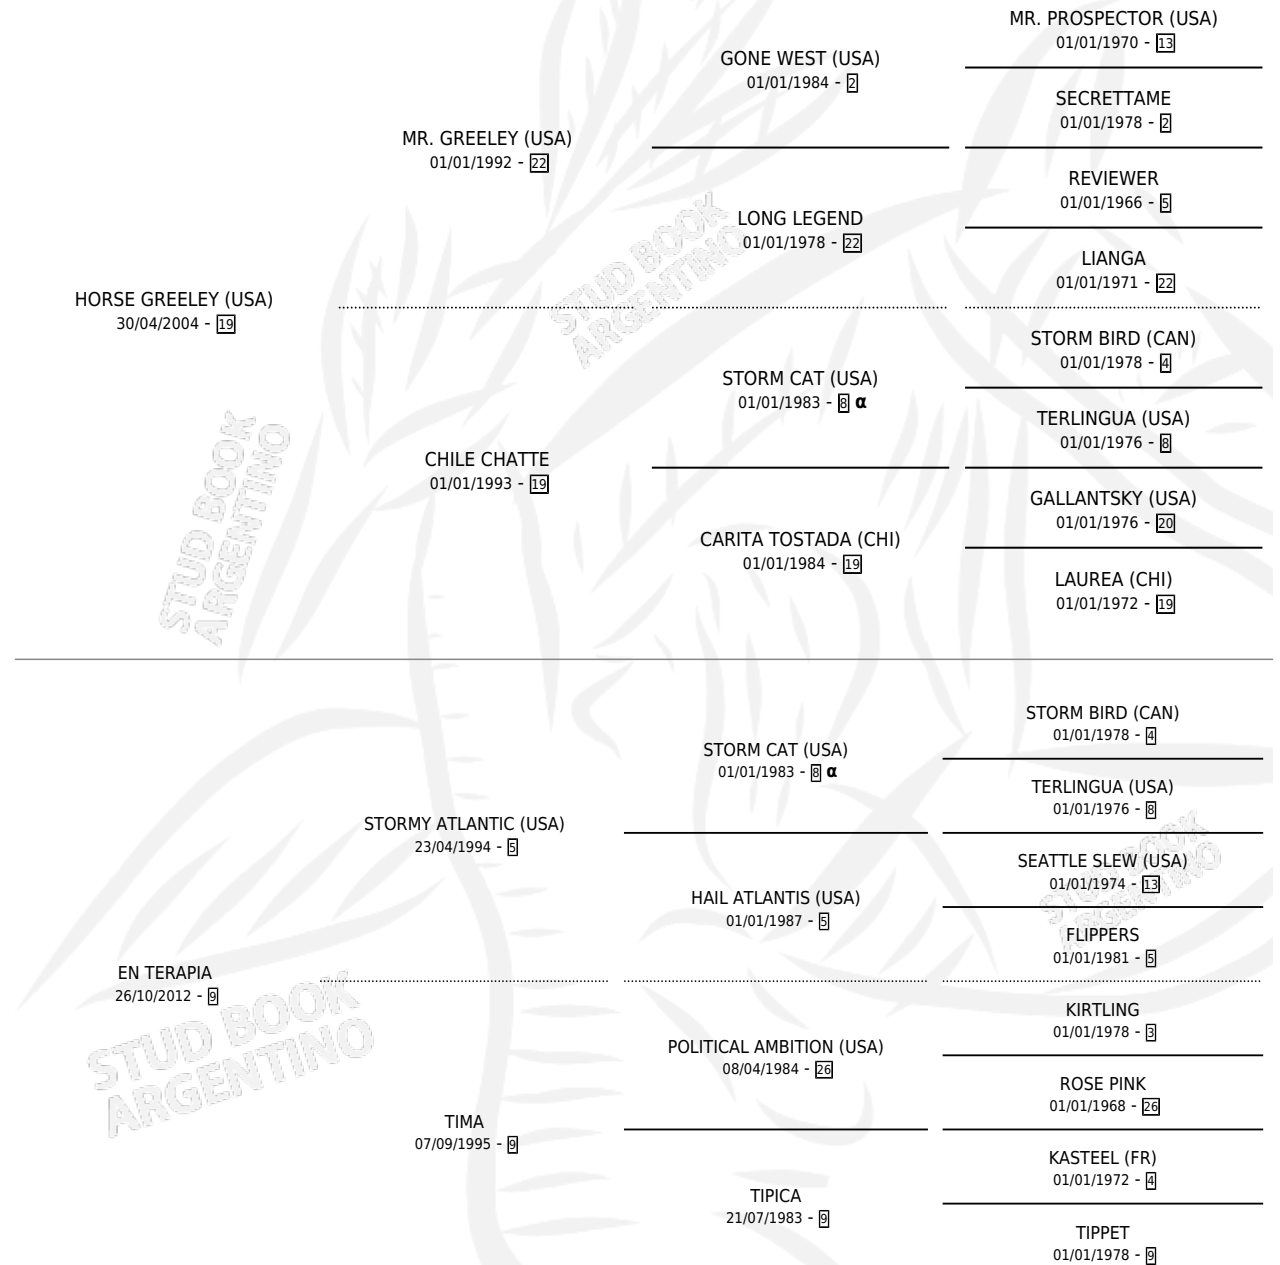 MR. PROSPECTOR (USA)
01/01/1970 - 13
GONE WEST (USA)
01/01/1984 - 2
SECRETTAME
01/01/1978 - 2
MR. GREELEY (USA)
01/01/1992 - 22
REVIEWER
01/01/1966 - 5
LONG LEGEND
01/01/1978 - 22
LIANGA
01/01/1971 - 22
HORSE GREELEY (USA)
30/04/2004 - 19
STORM BIRD (CAN)
01/01/1978 - 4
STORM CAT (USA)
01/01/1983 - 8 α
TERLINGUA (USA)
01/01/1976 - 8
CHILE CHATTE
01/01/1993 - 19
GALLANTSKY (USA)
01/01/1976 - 20
CARITA TOSTADA (CHI)
01/01/1984 - 19
LAUREA (CHI)
01/01/1972 - 19
STORM BIRD (CAN)
01/01/1978 - 4
STORM CAT (USA)
01/01/1983 - 8 α
TERLINGUA (USA)
01/01/1976 - 8
STORMY ATLANTIC (USA)
23/04/1994 - 5
SEATTLE SLEW (USA)
01/01/1974 - 13
HAIL ATLANTIS (USA)
01/01/1987 - 5
FLIPPERS
01/01/1981 - 5
EN TERAPIA
26/10/2012 - 9
KIRTLING
01/01/1978 - 3
POLITICAL AMBITION (USA)
08/04/1984 - 26
ROSE PINK
01/01/1968 - 26
TIMA
07/09/1995 - 9
KASTEEL (FR)
01/01/1972 - 4
TIPICA
21/07/1983 - 9
TIPPET
01/01/1978 - 9
STUD BOOK
ARGENTINO
STUD BOOK
ARGENTINO
STUD BOOK
ARGENTINO
STUD BOOK
ARGENTINO